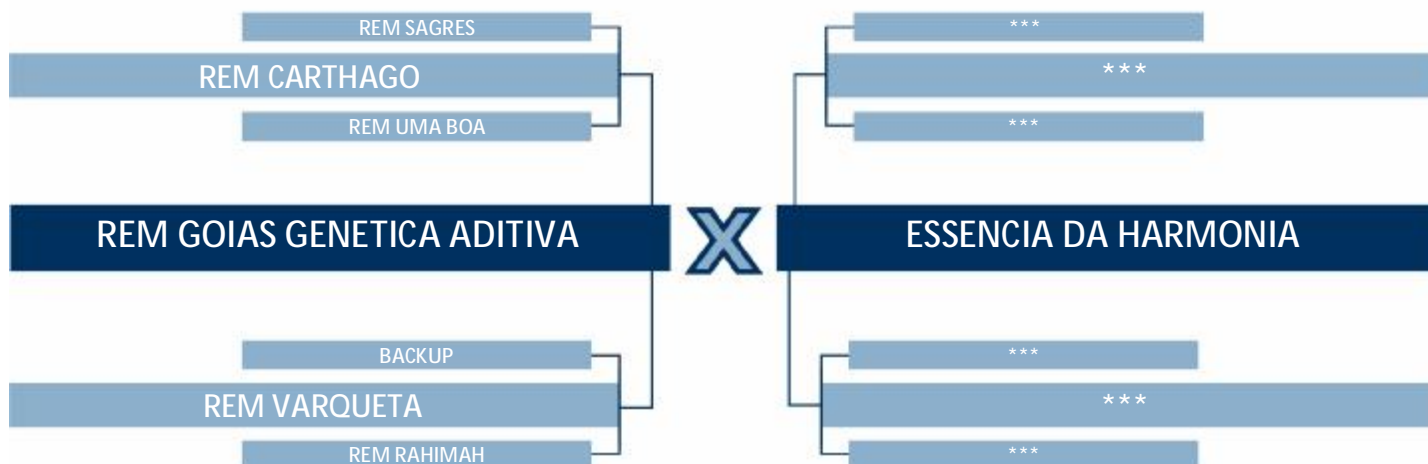 REM SAGRES
REM CARTHAGO
REM UMA BOA
REM GOIAS GENETICA ADITIVA
BACKUP
REM VARQUETA
REM RAHIMAH
X
***
***
***
ESSENCIA DA HARMONIA
***
***
***